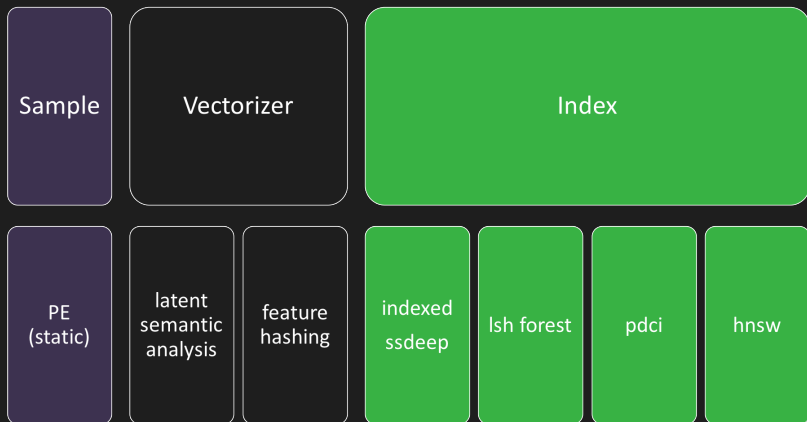 Sample
Vectorizer
Index
PE
(static)
latent
semantic
analysis
feature
hashing
indexed
ssdeep
lsh forest
pdci
hnsw